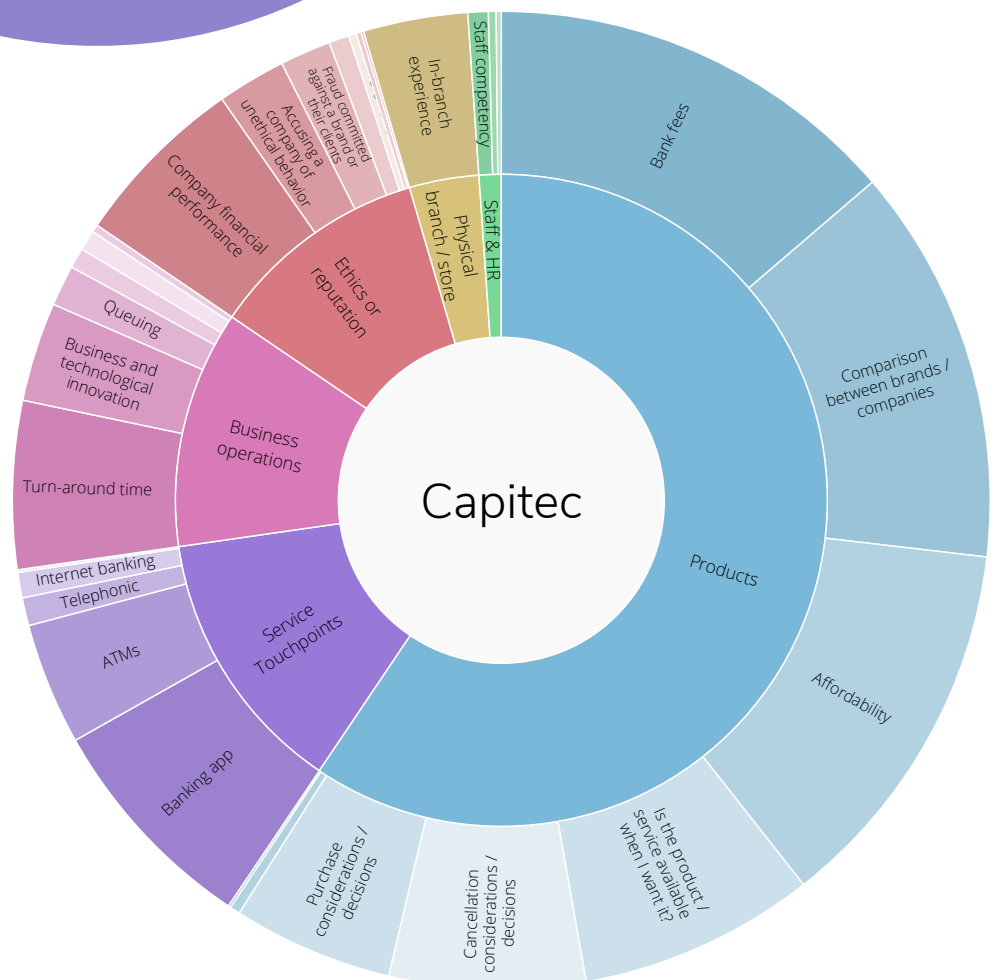 Capitec
Products
Bank fees
Comparison
between brands /
companies
Affordability
Is the product /
service available
when I want it?
Cancellation
considerations /
decisions
Purchase
considerations /
decisions
Service
Touchpoints
Banking app
ATMs
Telephonic
Internet banking
Business
operations
Turn-around time
Business and
technological
innovation
Queuing
Ethics or
reputation
Company financial
performance
Accusing a
company of
unethical behavior
Fraud committed
against a brand or
their clients
Physical
branch / store
In-branch
experience
Staff & HR
Staff competency